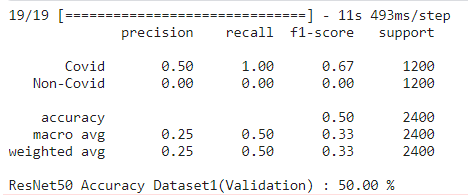 19/19 [==============================] - 11s 493ms/step
precision recall f1-score support
Covid 0.50 1.00 0.67 1200
Non-Covid 0.00 0.00 0.00 1200
accuracy 0.50 2400
macro avg 0.25 0.50 0.33 2400
weighted avg 0.25 0.50 0.33 2400
ResNet50 Accuracy Dataset1(Validation) : 50.00 %